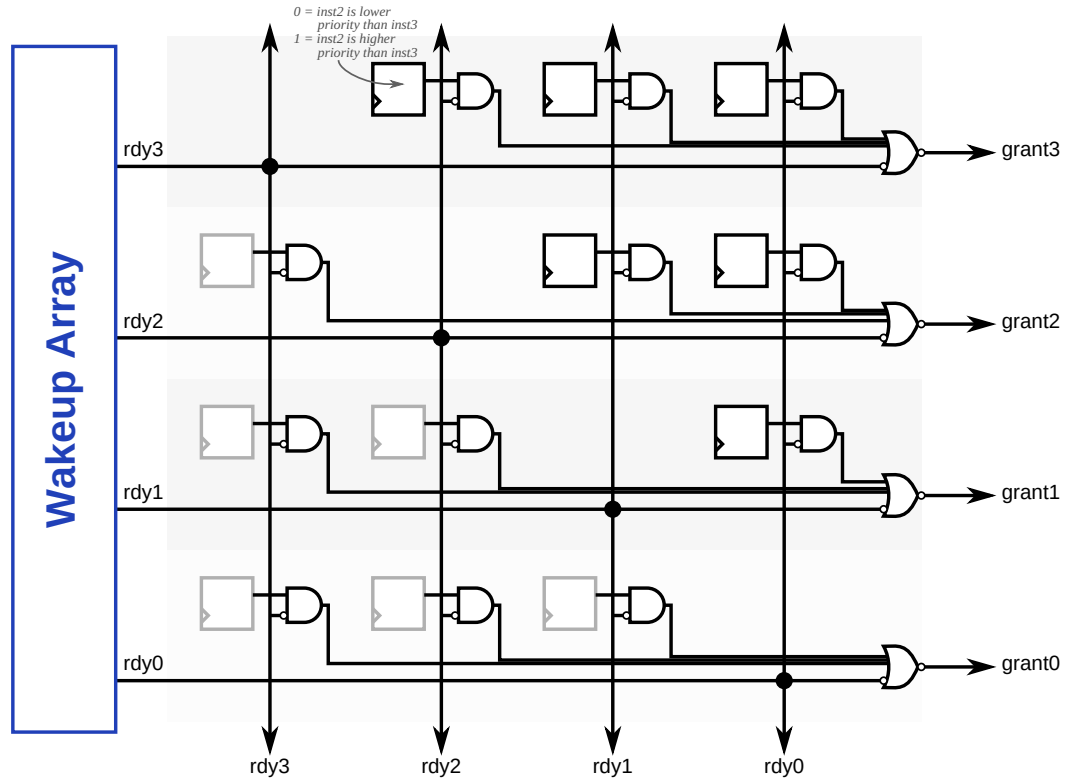 0 = inst2 is lower
priority than inst3
1 = inst2 is higher
priority than inst3
Wakeup Array
rdy3
grant3
rdy2
grant2
rdy1
grant1
rdy0
grant0
rdy3
rdy2
rdy1
rdy0